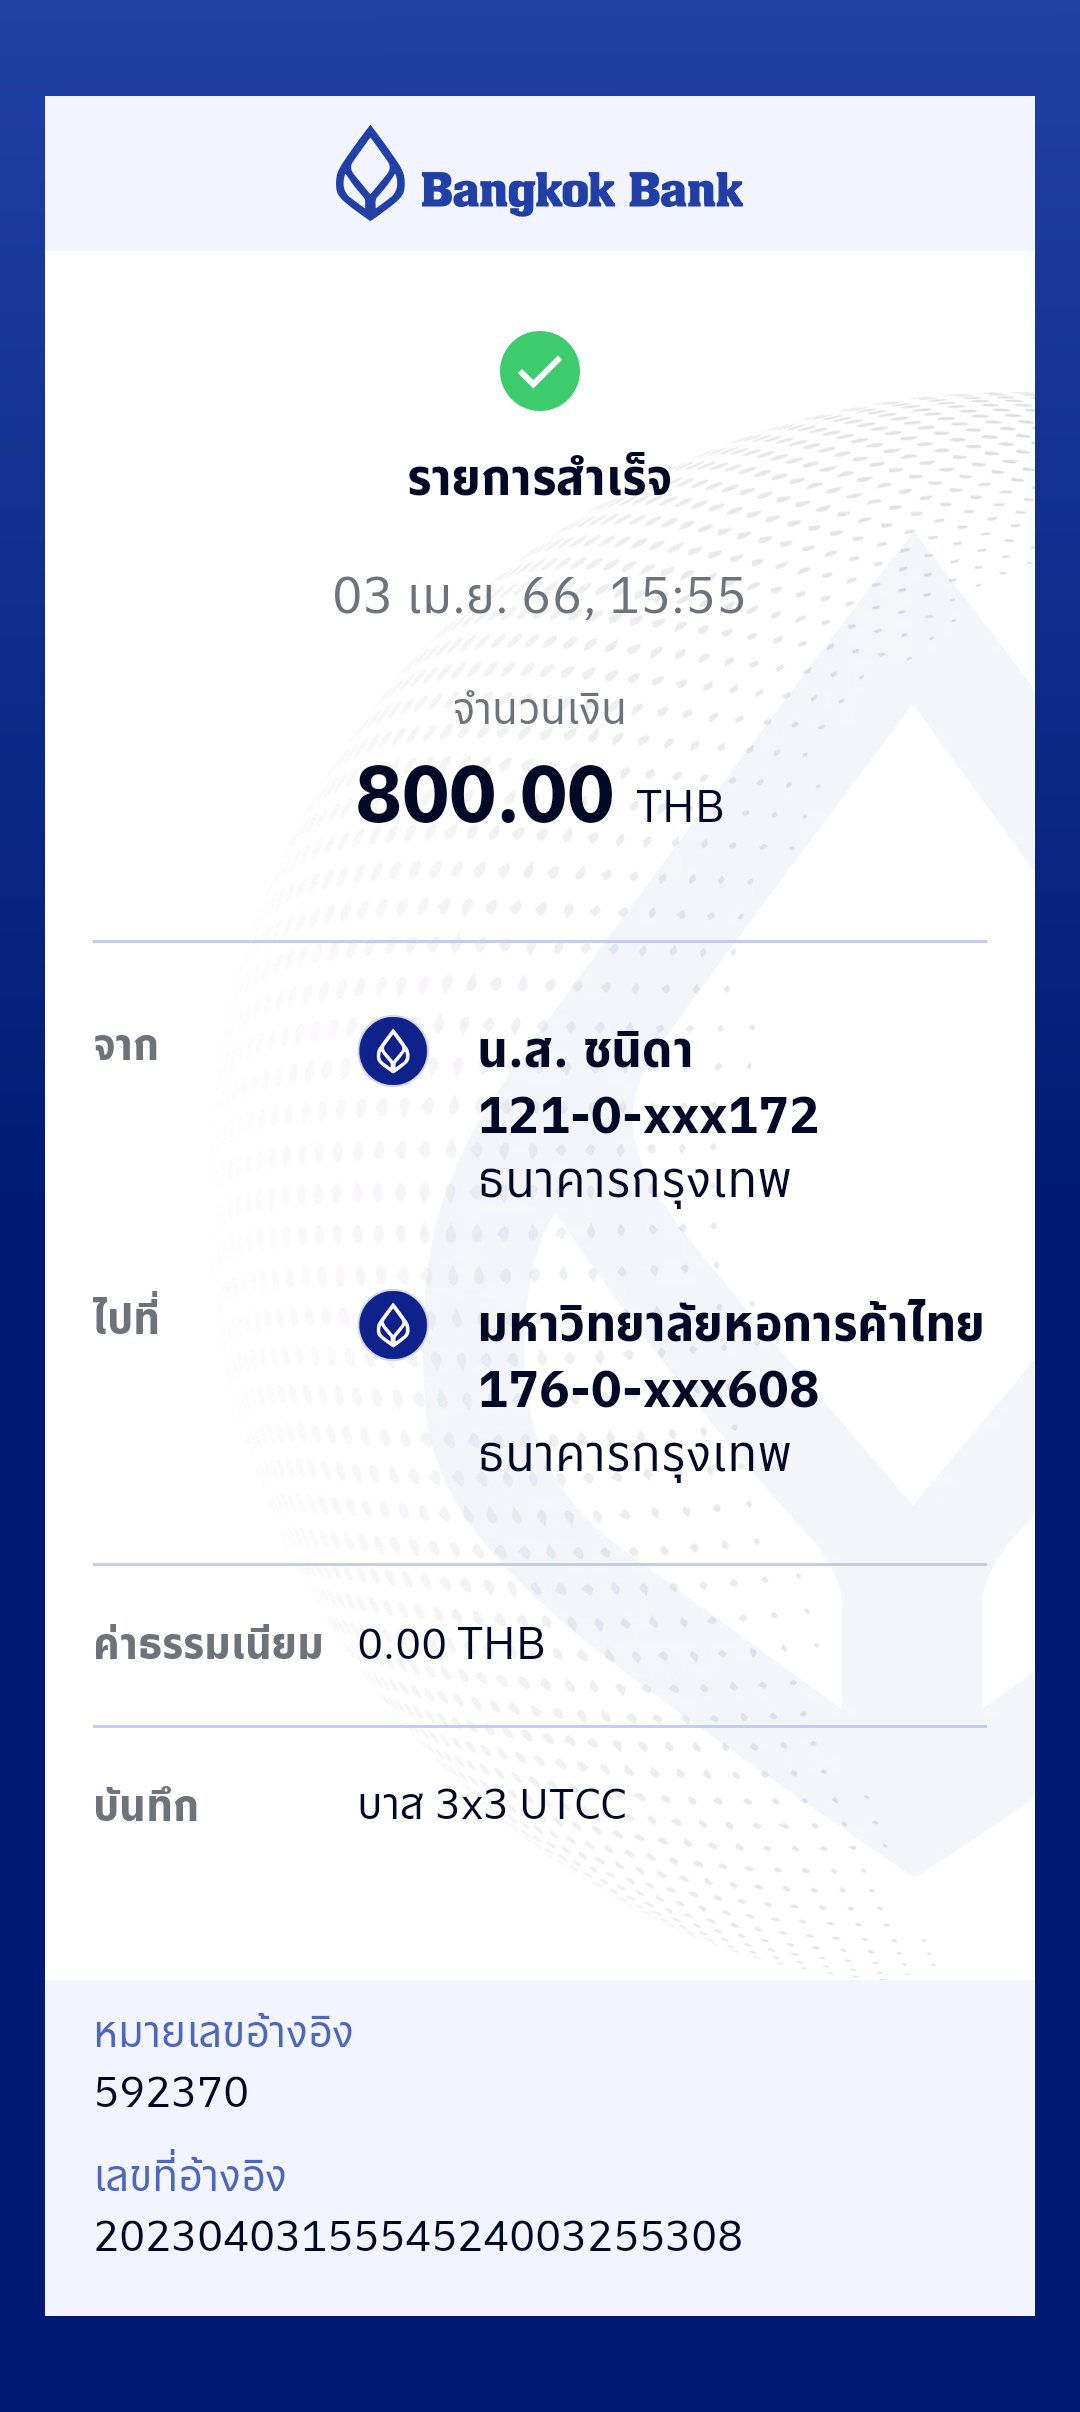 Bangkok Bank
รายการสำเร็จ
03 เม.ย. 66, 15:55
จำนวนเงิน
800.00 THB
จาก
น.ส. ชนิดา
121-0-xxx172
ธนาคารกรุงเทพ
ไปที่
มหาวิทยาลัยหอการค้าไทย
176-0-xxx608
ธนาคารกรุงเทพ
ค่าธรรมเนียม 0.00 THB
บันทึก บาส 3x3 UTCC
หมายเลขอ้างอิง
592370
เลขที่อ้างอิง
2023040315554524003255308